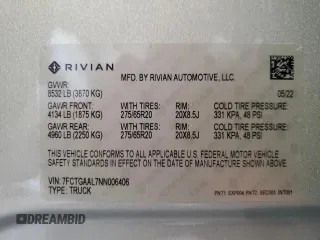 RIVIAN
MFD. BY RIVIAN AUTOMOTIVE, LLC.
GVWR:
8532 LB (3870 KG)
05/22
GAWR FRONT: WITH TIRES: RIM: COLD TIRE PRESSURE:
4134 LB (1875 KG) 275/65R20 20X8.5J 331 KPA, 48 PSI
GAWR REAR: WITH TIRES: RIM: COLD TIRE PRESSURE:
4960 LB (2250 KG) 275/65R20 20X8.5J 331 KPA, 48 PSI
THIS VEHICLE CONFORMS TO ALL APPLICABLE U.S. FEDERAL MOTOR VEHICLE
SAFETY STANDARDS IN EFFECT ON THE DATE OF MANUFACTURE
SHOWN ABOVE.
VIN: 7FCTGAAL7NN006406
TYPE: TRUCK
INT001
DREAMBID